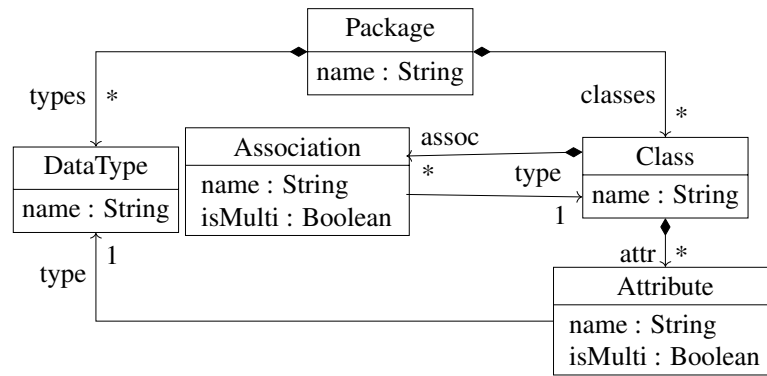 Package
name : String
types
*
classes
*
DataType
name : String
Association
name : String
isMulti : Boolean
assoc
*
type
1
Class
name : String
1
type
attr
*
Attribute
name : String
isMulti : Boolean